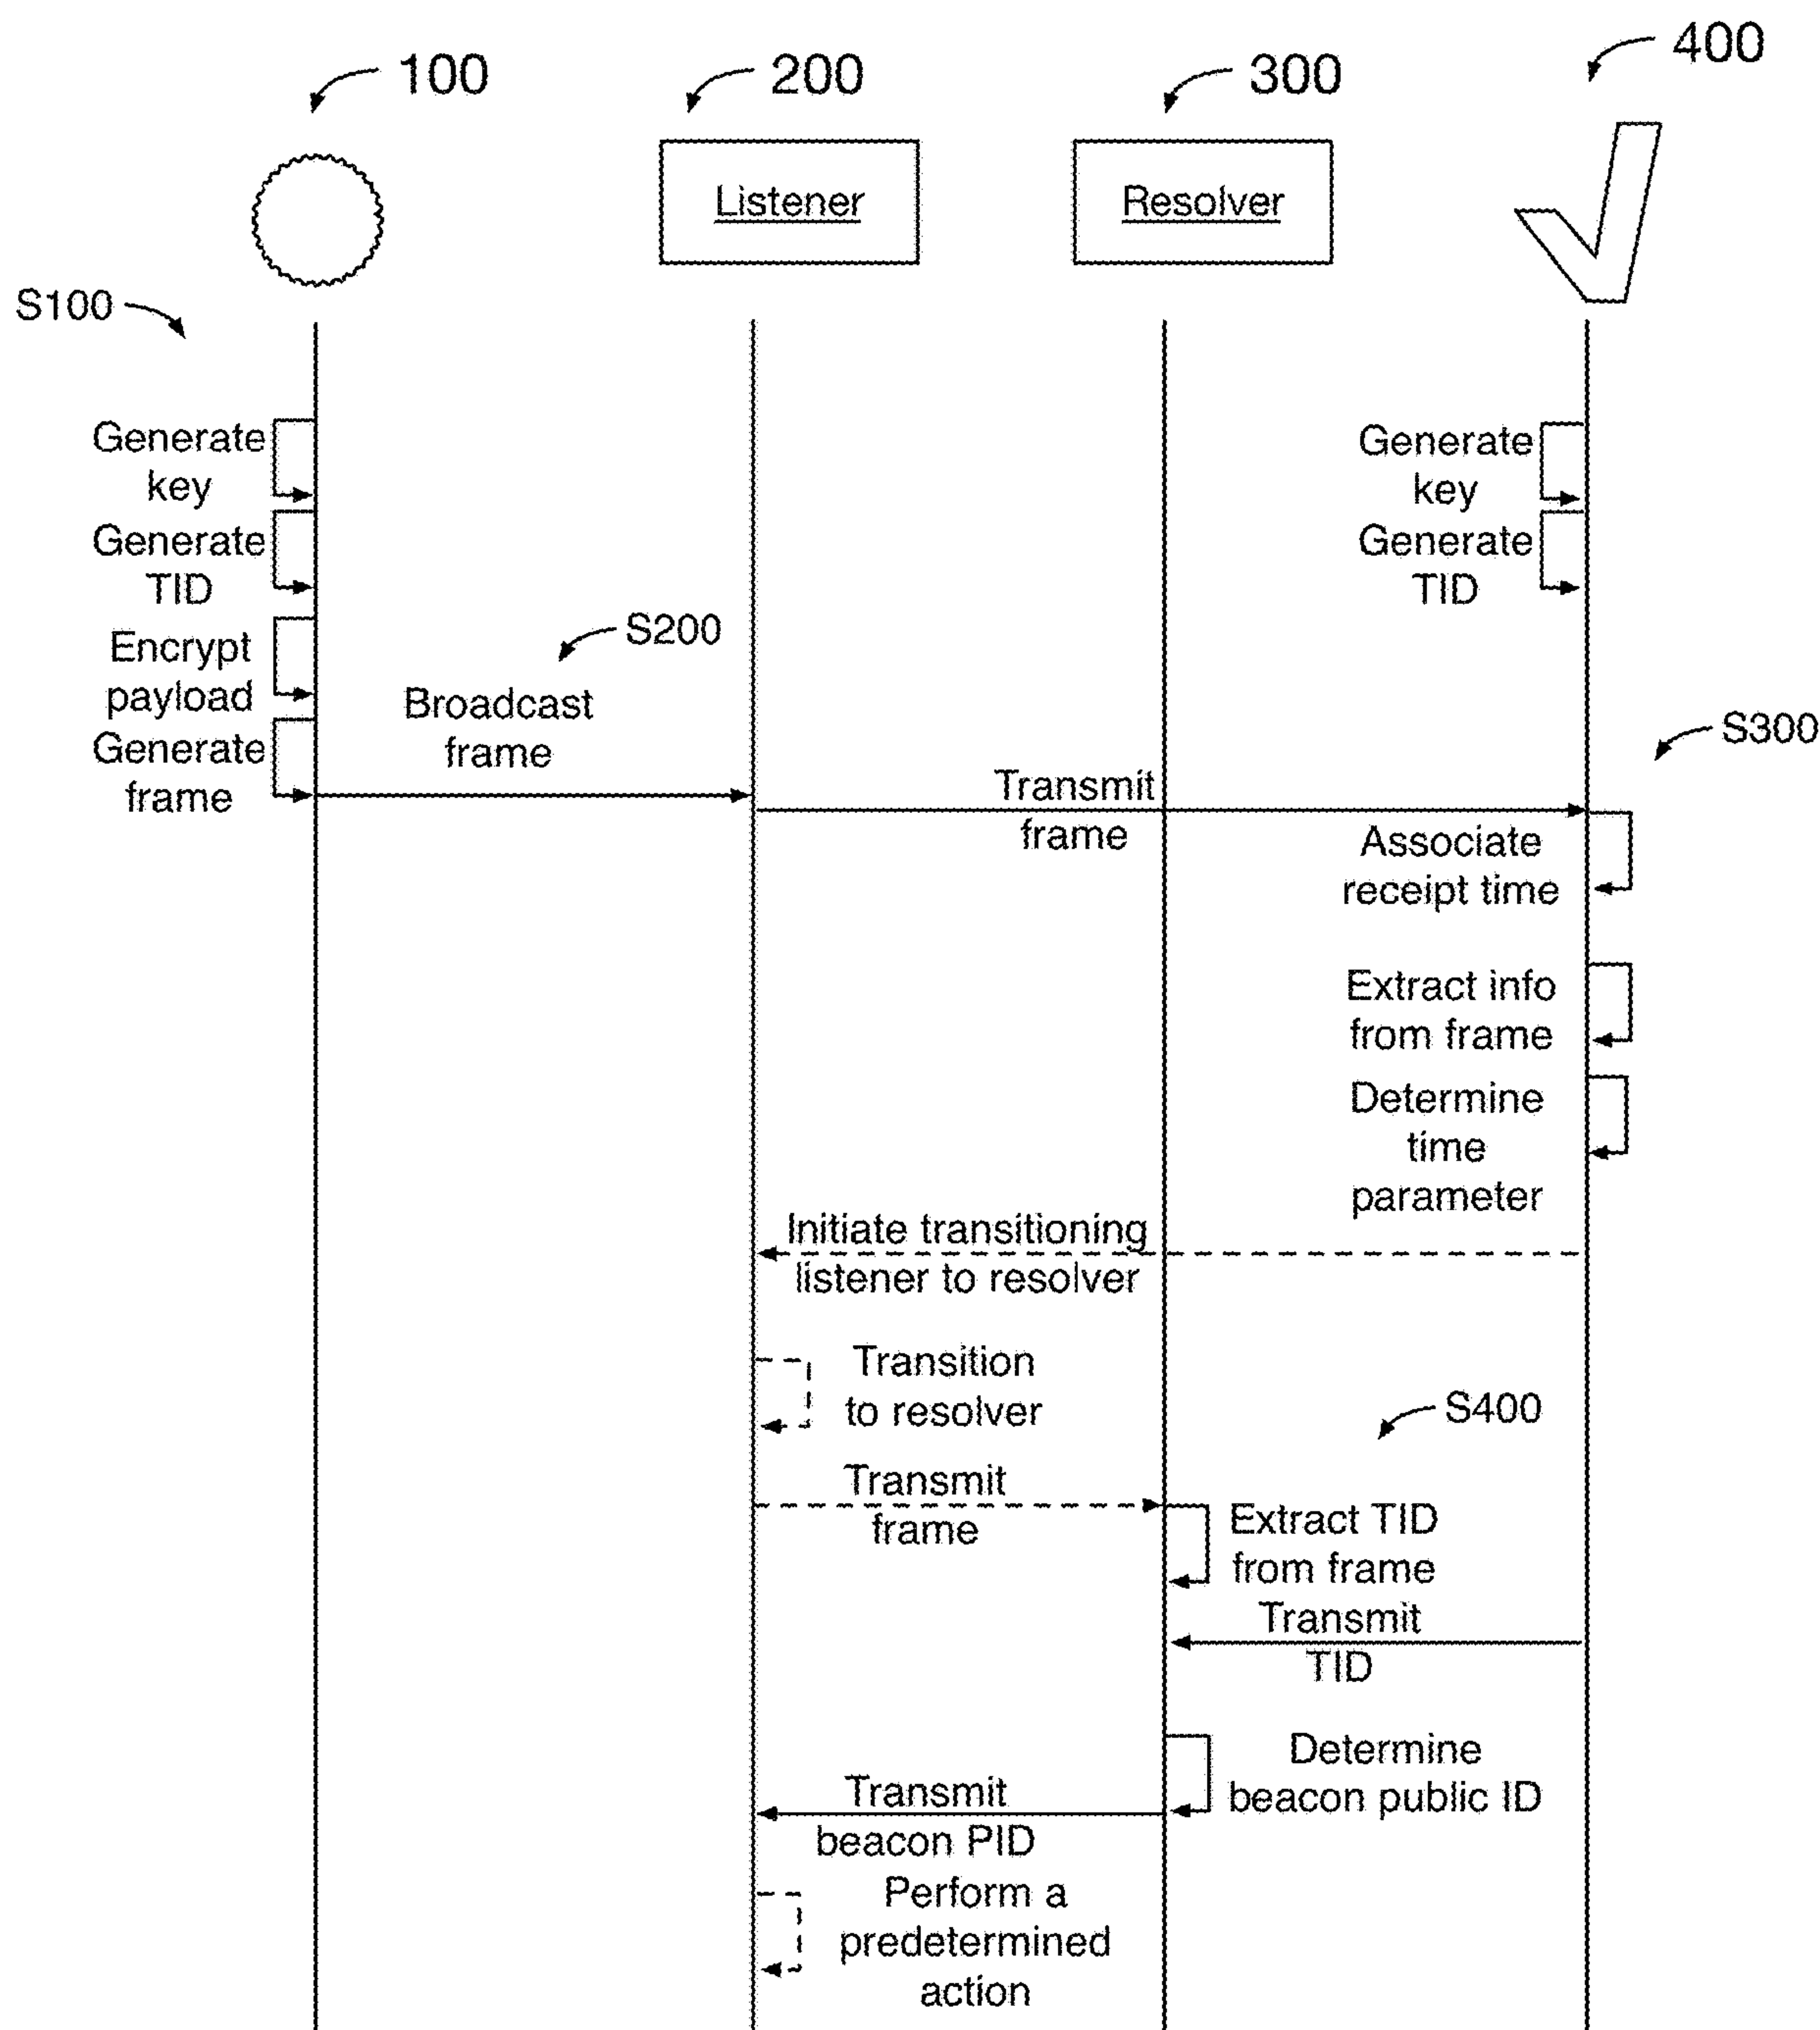 100
200
300
400
Listener
Resolver
S100
Generate
key
Generate
TID
Encrypt
payload
Generate
frame
Generate
key
Generate
TID
S200
Broadcast
frame
S300
Transmit
frame
Associate
receipt time
Extract info
from frame
Determine
time
parameter
Initiate transitioning
listener to resolver
Transition
to resolver
S400
Transmit
frame
Extract TID
from frame
Transmit
TID
Determine
beacon public ID
Transmit
beacon PID
Perform a
predetermined
action